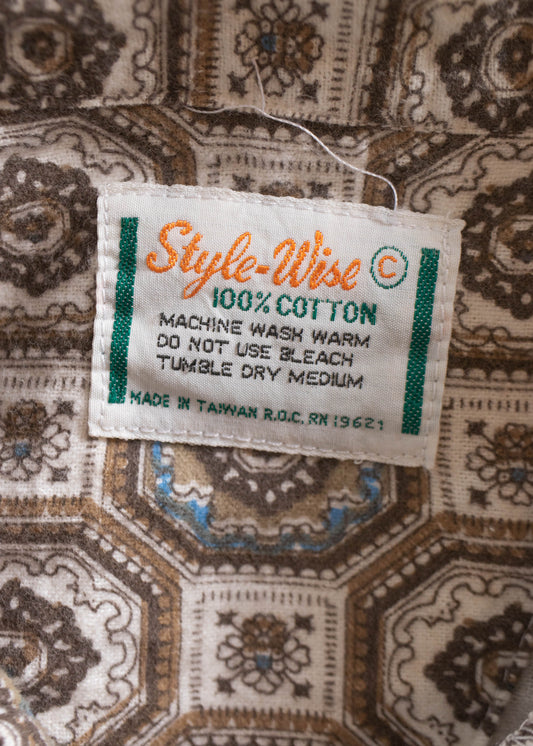 Style-Wise ©
100% COTTON
MACHINE WASH WARM
DO NOT USE BLEACH
TUMBLE DRY MEDIUM
MADE IN TAIWAN R.O.C. RN 19621